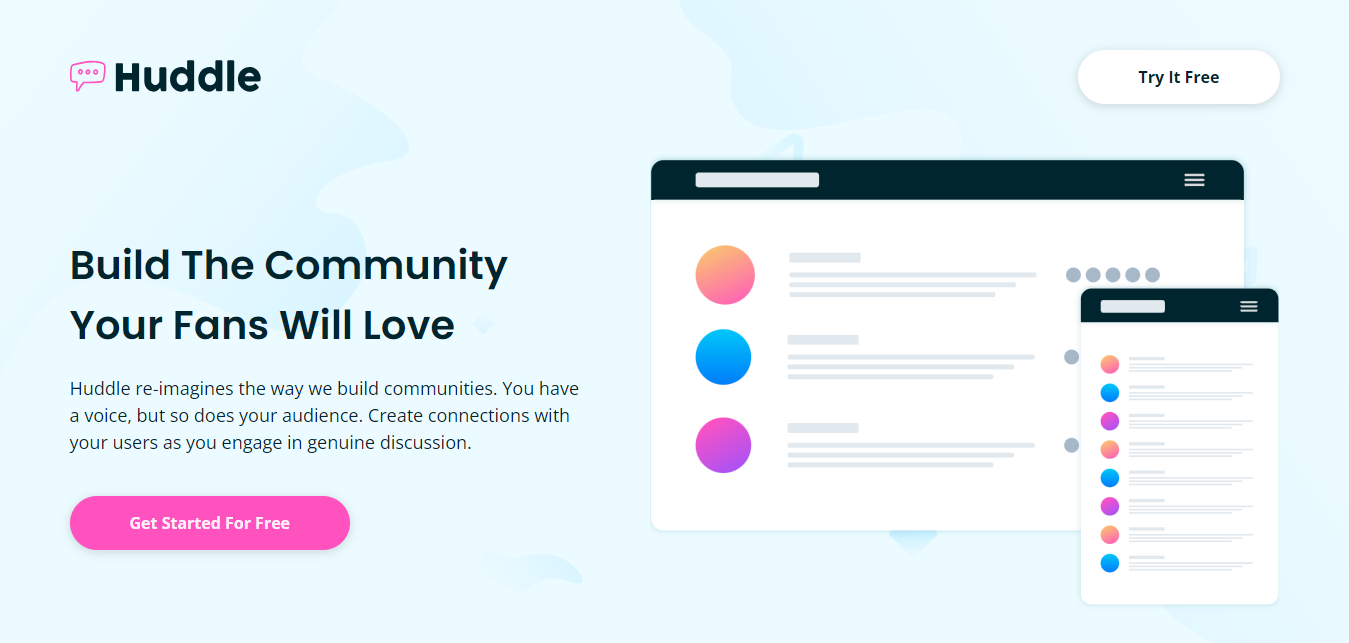 Huddle
Try It Free
Build The Community
Your Fans Will Love
Huddle re-imagines the way we build communities. You have
a voice, but so does your audience. Create connections with
your users as you engage in genuine discussion.
Get Started For Free